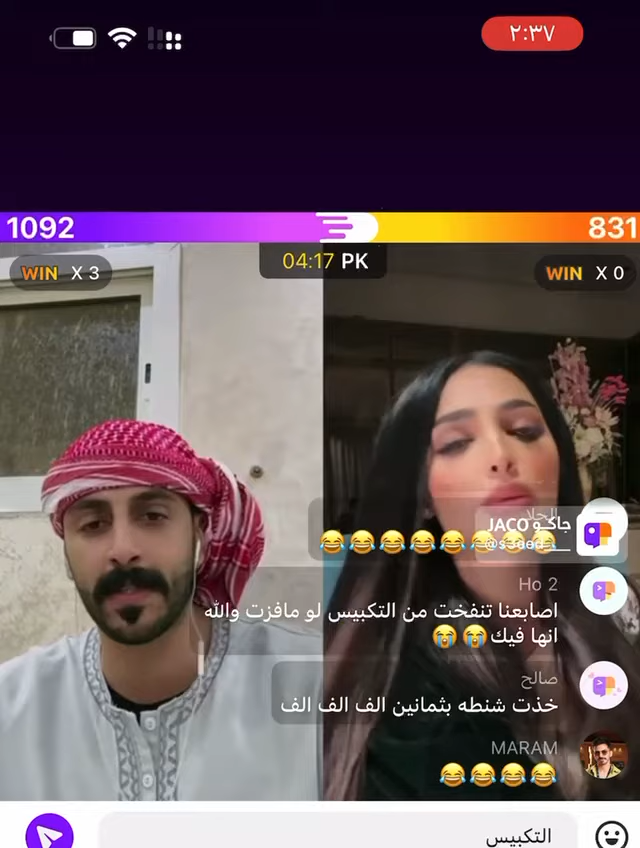 ٢:٣٧
1092
831
WIN X 3
04:17 PK
WIN X 0
جاكو JACO
😂😂😂😂😂😂😂😂
Ho 2
اصابعنا تنفخت من التكبيس لو مافزت والله
انها فيك😭😭
صالح
خذت شنطه بثمانين الف الف الف
MARAM
😂😂😂😂
التكبيس